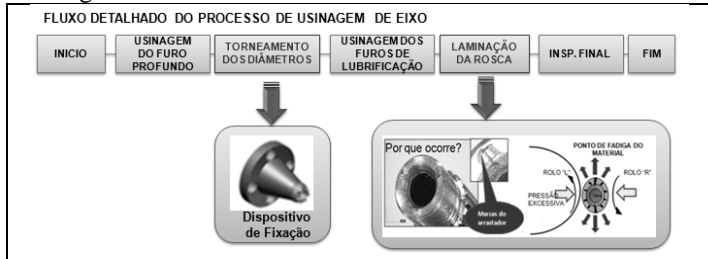 FLUXO DETALHADO DO PROCESSO DE USINAGEM DE EIXO
INICIO
USINAGEM
DO FURO
PROFUNDO
TORNEAMENTO
DOS DIÂMETROS
USINAGEM DOS
FUROS DE
LUBRIFICAÇÃO
LAMINAÇÃO
DA ROSCA
INSP. FINAL
FIM
Dispositivo
de Fixação
Por que ocorre?
Marcas do
arrastador
PONTO DE FADIGA DO
MATERIAL
ROLO "L"
ROLO "R"
PRESSÃO
EXCESSIVA